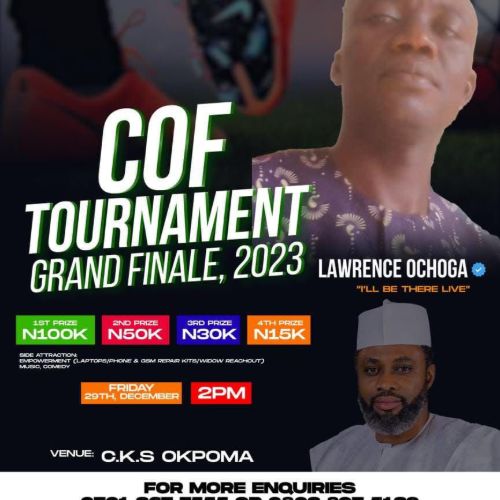 COF
TOURNAMENT
GRAND FINALE, 2023
LAWRENCE OCHOGA
"I'LL BE THERE LIVE"
1ST PRIZE
N100K
2ND PRIZE
N50K
3RD PRIZE
N30K
4TH PRIZE
N15K
SIDE ATTRACTION:
EMPOWERMENT (LAPTOPS/PHONE & GSM REPAIR KITS/WIDOW REACHOUT)
MUSIC, COMEDY
FRIDAY
29TH, DECEMBER
2PM
VENUE: C.K.S OKPOMA
FOR MORE ENQUIRIES